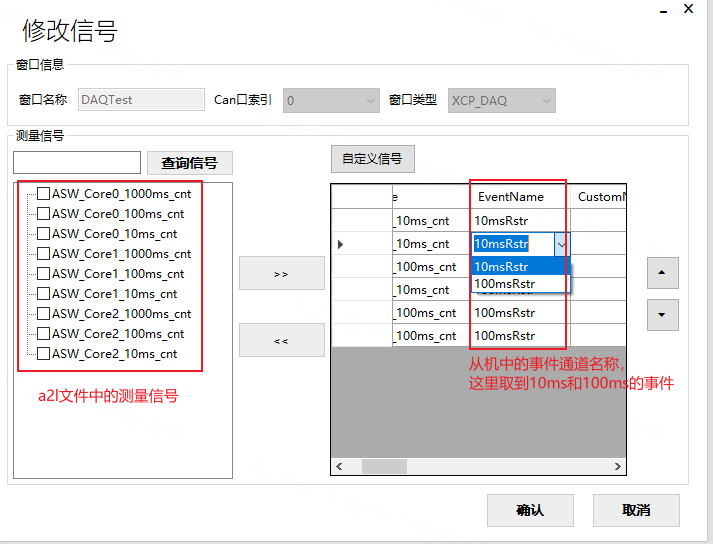 修改信号
窗口信息
窗口名称 DAQTest Can口索引 0 窗口类型 XCP_DAQ
测量信号
查询信号
自定义信号
ASW_Core0_1000ms_cnt
ASW_Core0_100ms_cnt
ASW_Core0_10ms_cnt
ASW_Core1_1000ms_cnt
ASW_Core1_100ms_cnt
ASW_Core1_10ms_cnt
ASW_Core2_1000ms_cnt
ASW_Core2_100ms_cnt
ASW_Core2_10ms_cnt
a2l文件中的测量信号
>>
<<
e EventName CustomN
_10ms_cnt 10msRstr
_10ms_cnt 10msRstr
10msRstr
_100ms_cnt
100msRstr
_10ms_cnt
_100ms_cnt 100msRstr
_100ms_cnt 100msRstr
从机中的事件通道名称，
这里取到10ms和100ms的事件
确认 取消